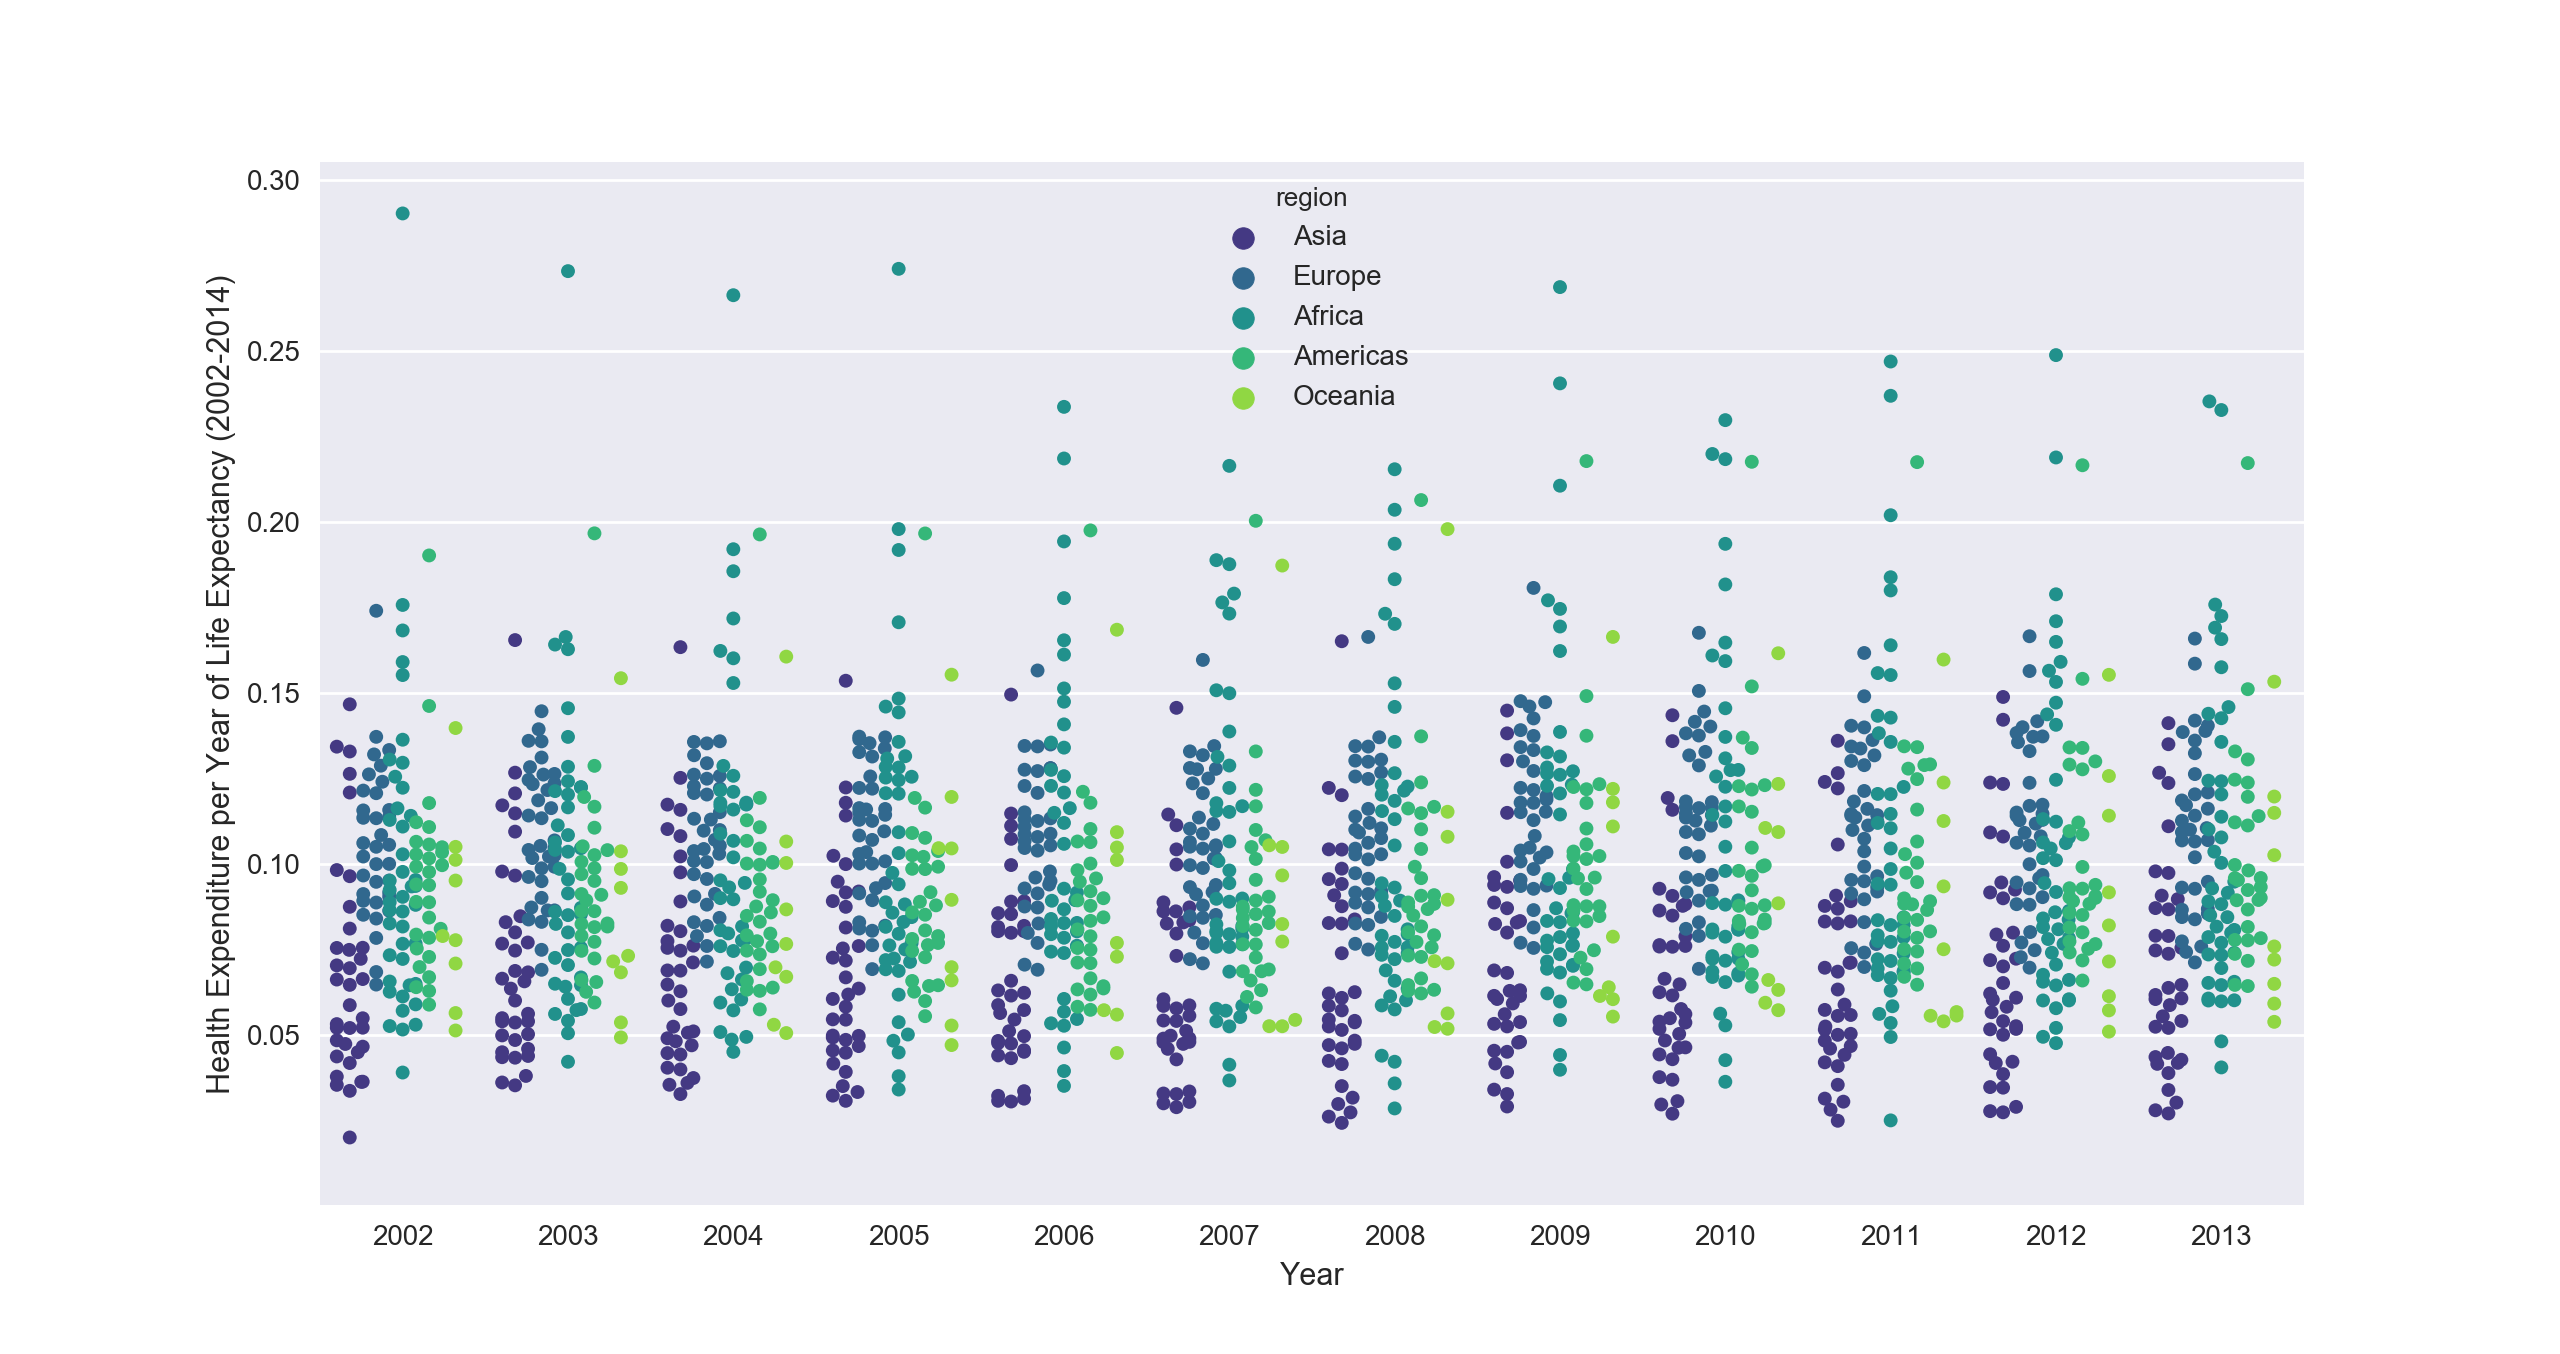 0.30
0.25
0.20
0.15
0.10
0.05
Health Expenditure per Year of Life Expectancy (2002-2014)
region
Asia
Europe
Africa
Americas
Oceania
2002 2003 2004 2005 2006 2007 2008 2009 2010 2011 2012 2013
Year